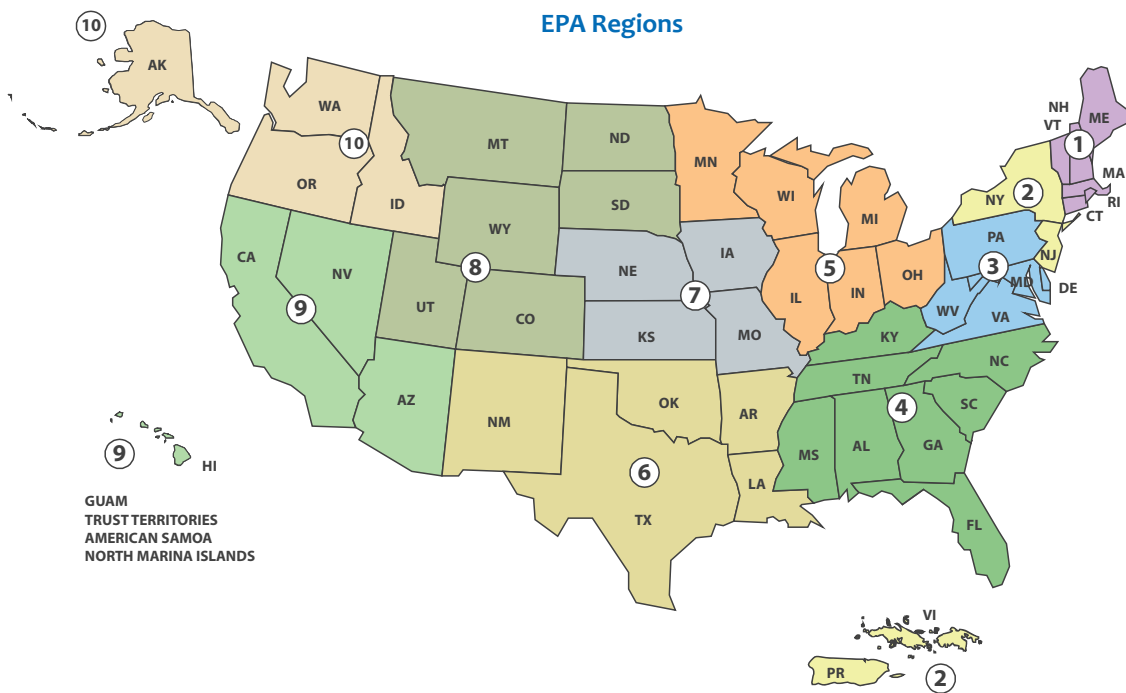 EPA Regions
10
AK
WA
10
OR
ID
MT
ND
SD
WY
8
UT
CO
CA
NV
9
AZ
NM
MN
WI
MI
5
IL
IN
OH
IA
NE
7
KS
MO
OK
AR
6
TX
LA
NH
VT
ME
1
MA
RI
CT
NY
2
NJ
PA
3
MD
DE
WV
VA
KY
TN
NC
4
SC
MS
AL
GA
FL
9
HI
GUAM
TRUST TERRITORIES
AMERICAN SAMOA
NORTH MARINA ISLANDS
VI
PR
2